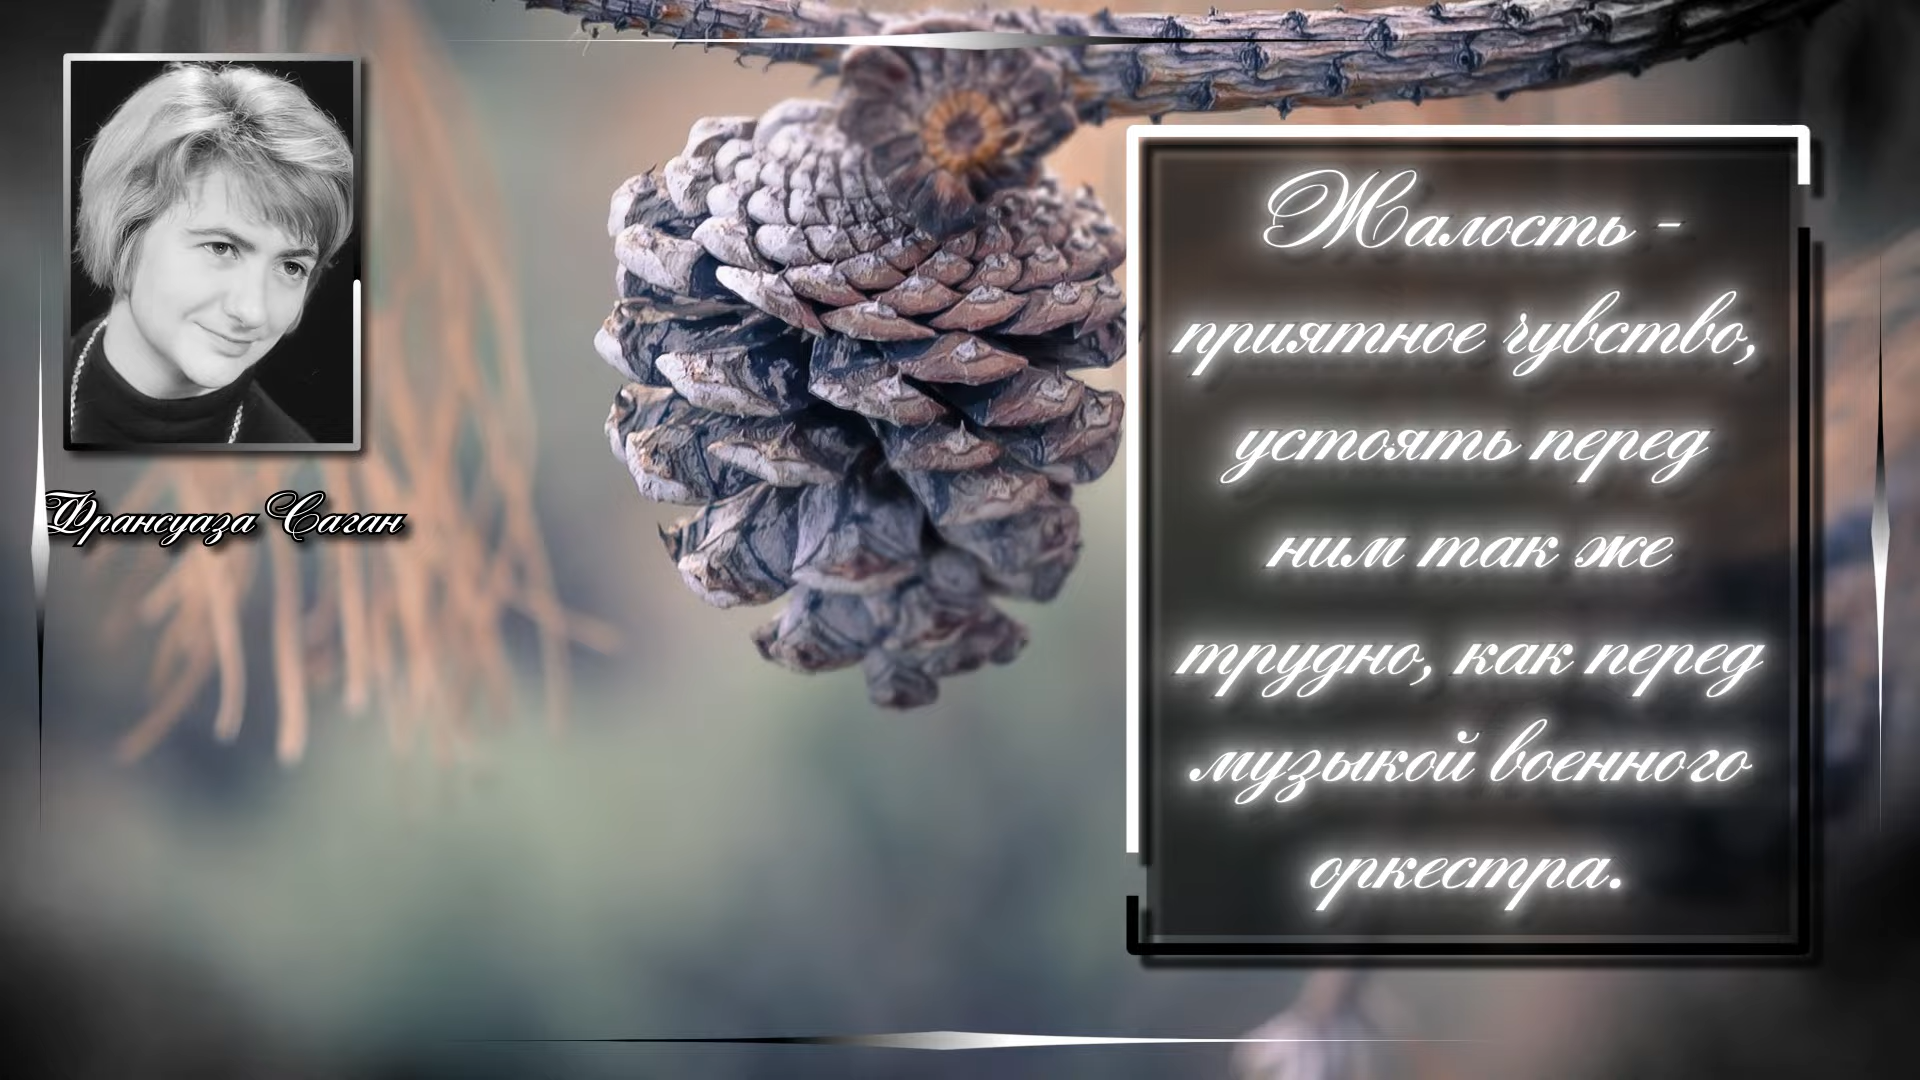 Франсуаза Саган
Жалость -
приятное чувство,
устоять перед
ним так же
трудно, как перед
музыкой военного
оркестра.